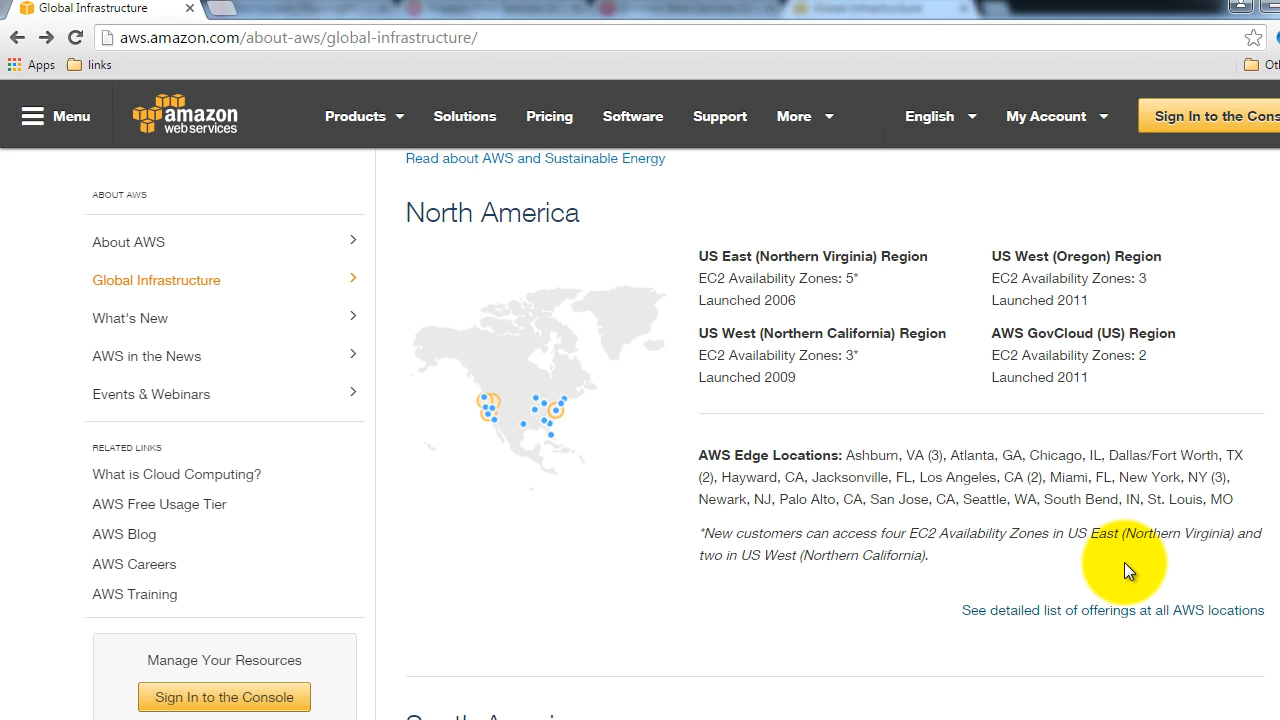 Global Infrastructure
Global Infrastructure
aws.amazon.com/about-aws/global-infrastructure/
Apps links
Menu
amazon
web services
Products Solutions Pricing Software Support More English My Account Sign In to the Cons
Read about AWS and Sustainable Energy
ABOUT AWS
About AWS
Global Infrastructure
What's New
AWS in the News
Events & Webinars
RELATED LINKS
What is Cloud Computing?
AWS Free Usage Tier
AWS Blog
AWS Careers
AWS Training
Manage Your Resources
Sign In to the Console
North America
US East (Northern Virginia) Region
EC2 Availability Zones: 5*
Launched 2006
US West (Oregon) Region
EC2 Availability Zones: 3
Launched 2011
US West (Northern California) Region
EC2 Availability Zones: 3*
Launched 2009
AWS GovCloud (US) Region
EC2 Availability Zones: 2
Launched 2011
AWS Edge Locations: Ashburn, VA (3), Atlanta, GA, Chicago, IL, Dallas/Fort Worth, TX
(2), Hayward, CA, Jacksonville, FL, Los Angeles, CA (2), Miami, FL, New York, NY (3),
Newark, NJ, Palo Alto, CA, San Jose, CA, Seattle, WA, South Bend, IN, St. Louis, MO
*New customers can access four EC2 Availability Zones in US East (Northern Virginia) and
two in US West (Northern California).
See detailed list of offerings at all AWS locations